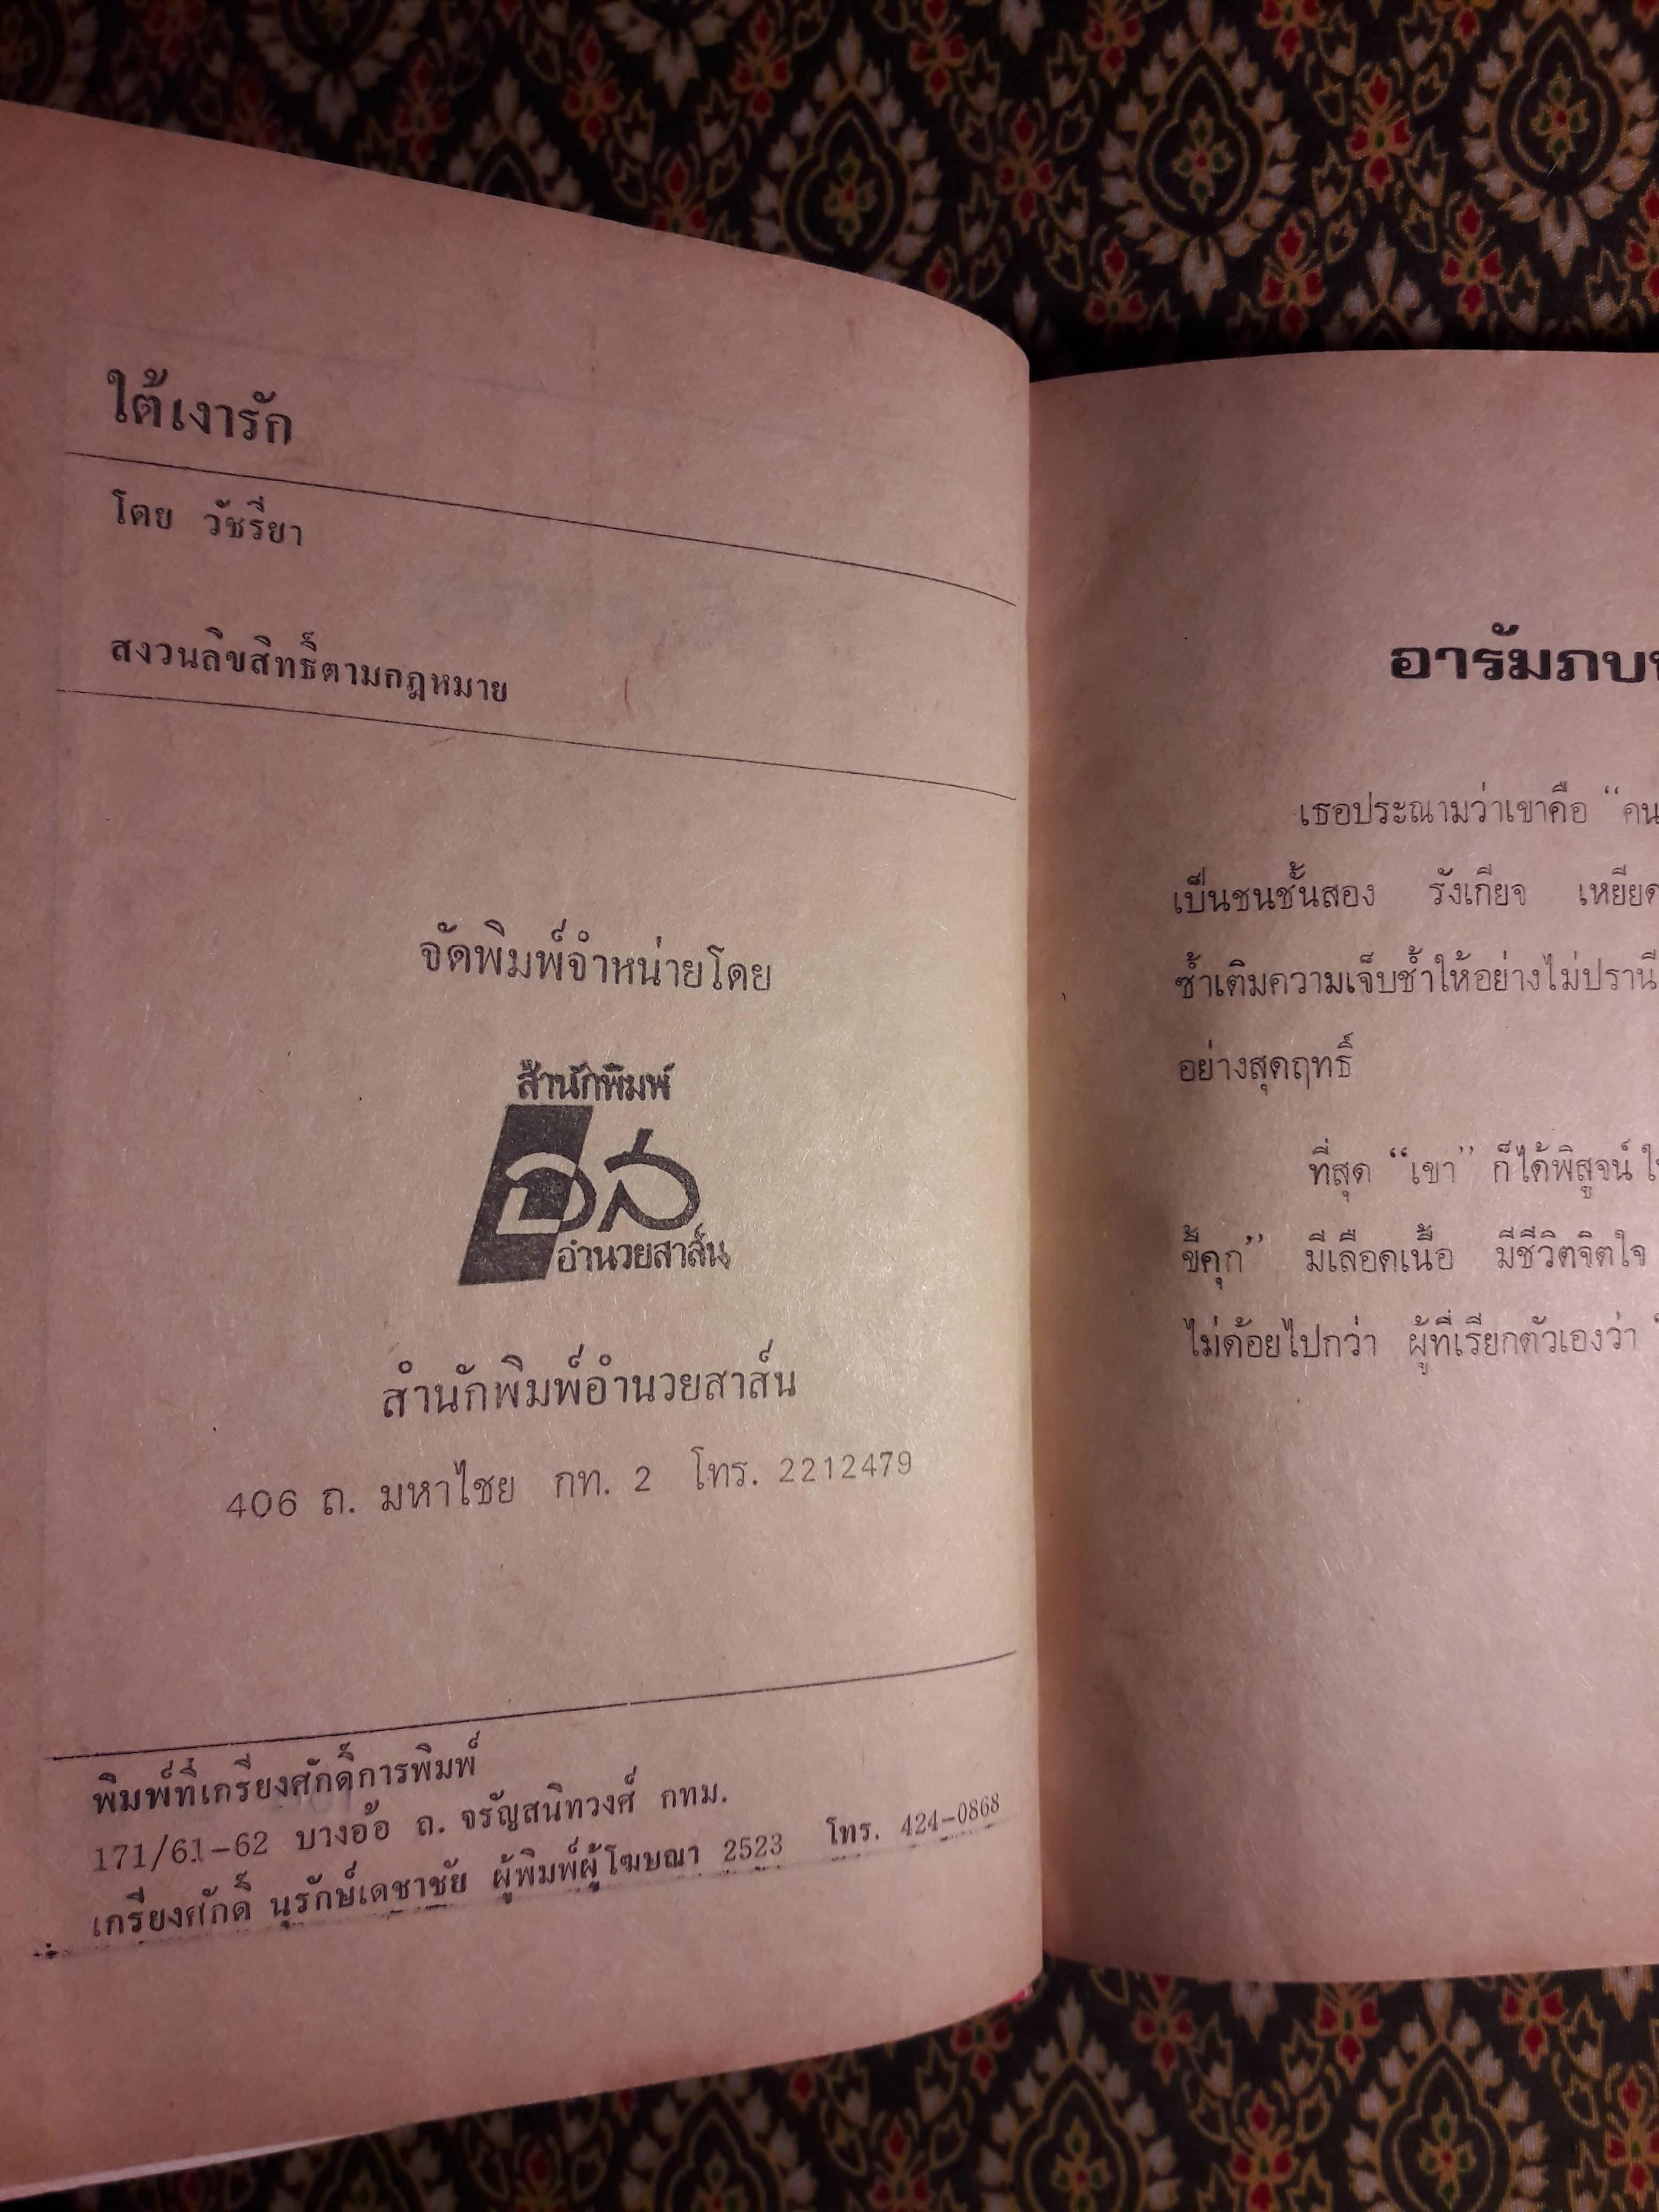 ใต้เงารัก
โดย วัชรียา
สงวนลิขสิทธิ์ตามกฎหมาย
จัดพิมพ์จำหน่ายโดย
สำนักพิมพ์
อส
อำนวยสาส์น
สำนักพิมพ์อำนวยสาส์น
406 ถ. มหาไชย กท. 2 โทร. 2212479
พิมพ์ที่เกรียงศักดิ์การพิมพ์
171/61-62 บางอ้อ ถ. จรัญสนิทวงศ์ กทม.
เกรียงศักดิ์ นุรักษ์เดชาชัย ผู้พิมพ์ผู้โฆษณา 2523 โทร. 424-0868
อารัมภบ
เธอประณามว่าเขาคือ “คน
เป็นชนชั้นสอง รังเกียจ เหยียด
ซ้ำเติมความเจ็บช้ำให้อย่างไม่ปรานี
อย่างสุดฤทธิ์
ที่สุด “เขา” ก็ได้พิสูจน์
ขี้คุก” มีเลือดเนื้อ มีชีวิตจิตใจ
ไม่ด้อยไปกว่า ผู้ที่เรียกตัวเองว่า